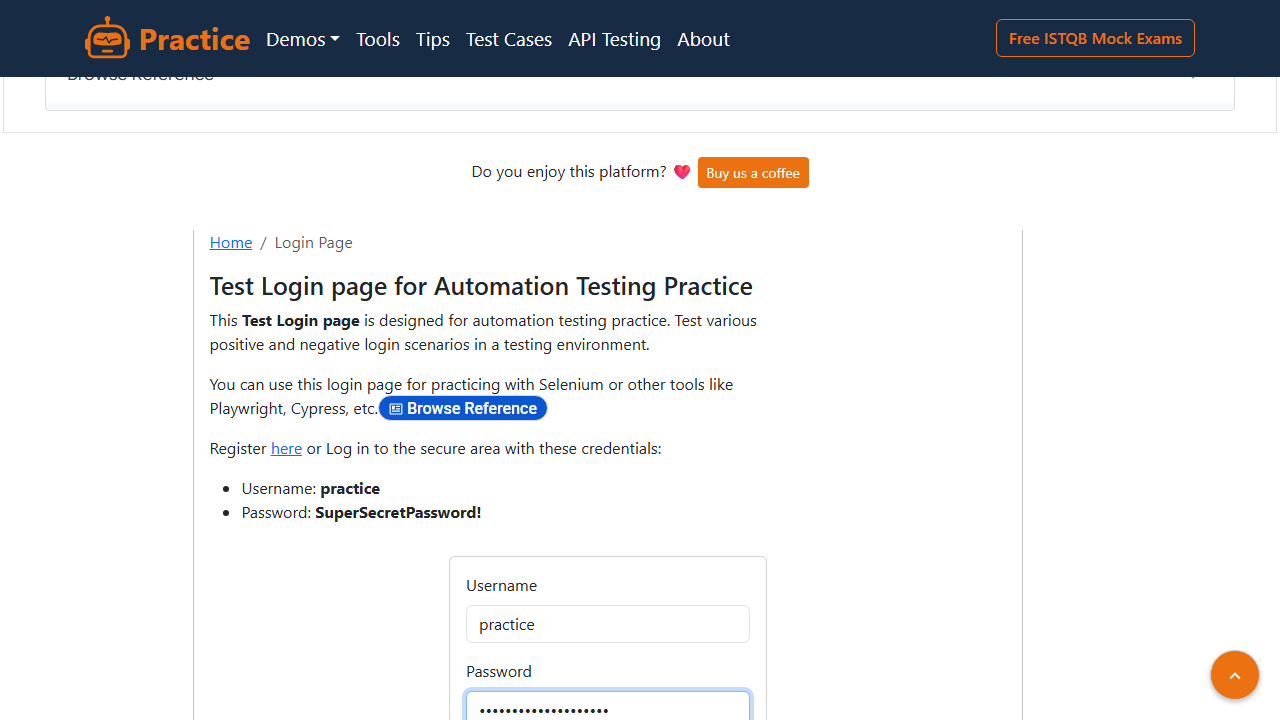 Practice Demos Tools Tips Test Cases API Testing About Free ISTQB Mock Exams
Browse Reference
Do you enjoy this platform? Buy us a coffee
Home / Login Page
Test Login page for Automation Testing Practice
This Test Login page is designed for automation testing practice. Test various
positive and negative login scenarios in a testing environment.
You can use this login page for practicing with Selenium or other tools like
Playwright, Cypress, etc. Browse Reference
Register here or Log in to the secure area with these credentials:
Username: practice
Password: SuperSecretPassword!
Username
practice
Password
••••••••••••••••••••